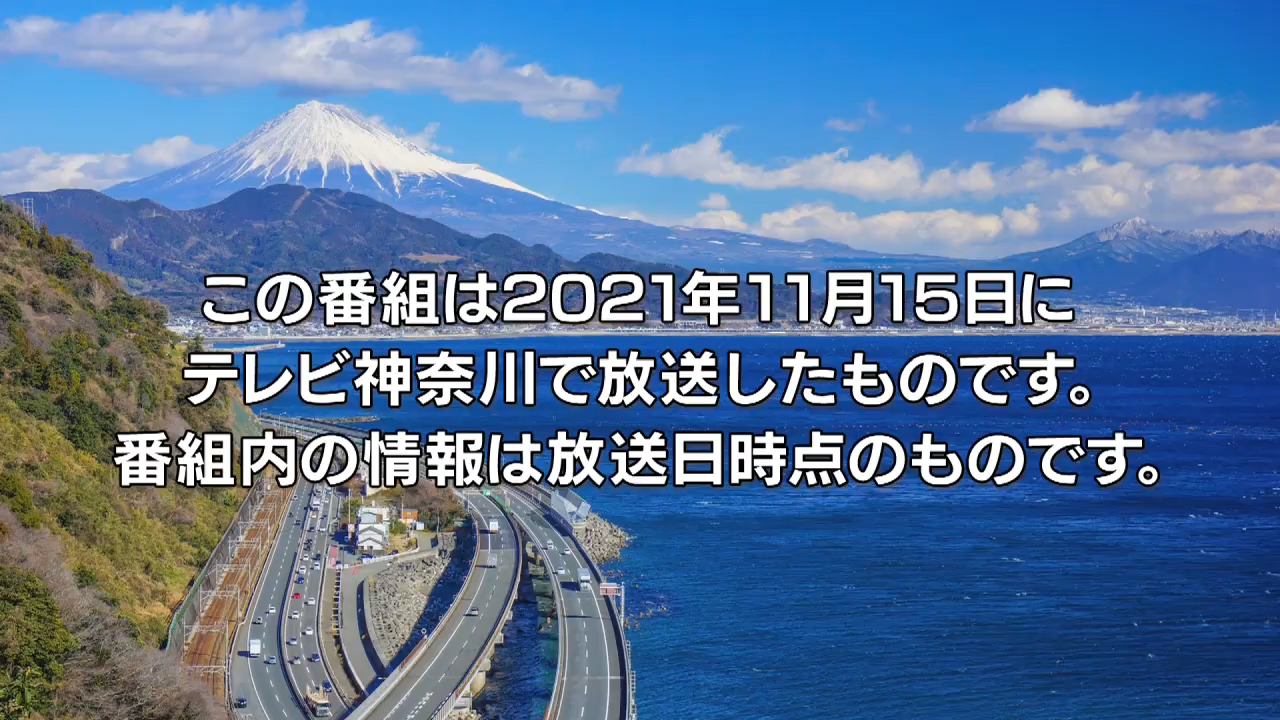 この番組は2021年11月15日に
テレビ神奈川で放送したものです。
番組内の情報は放送日時点のものです。